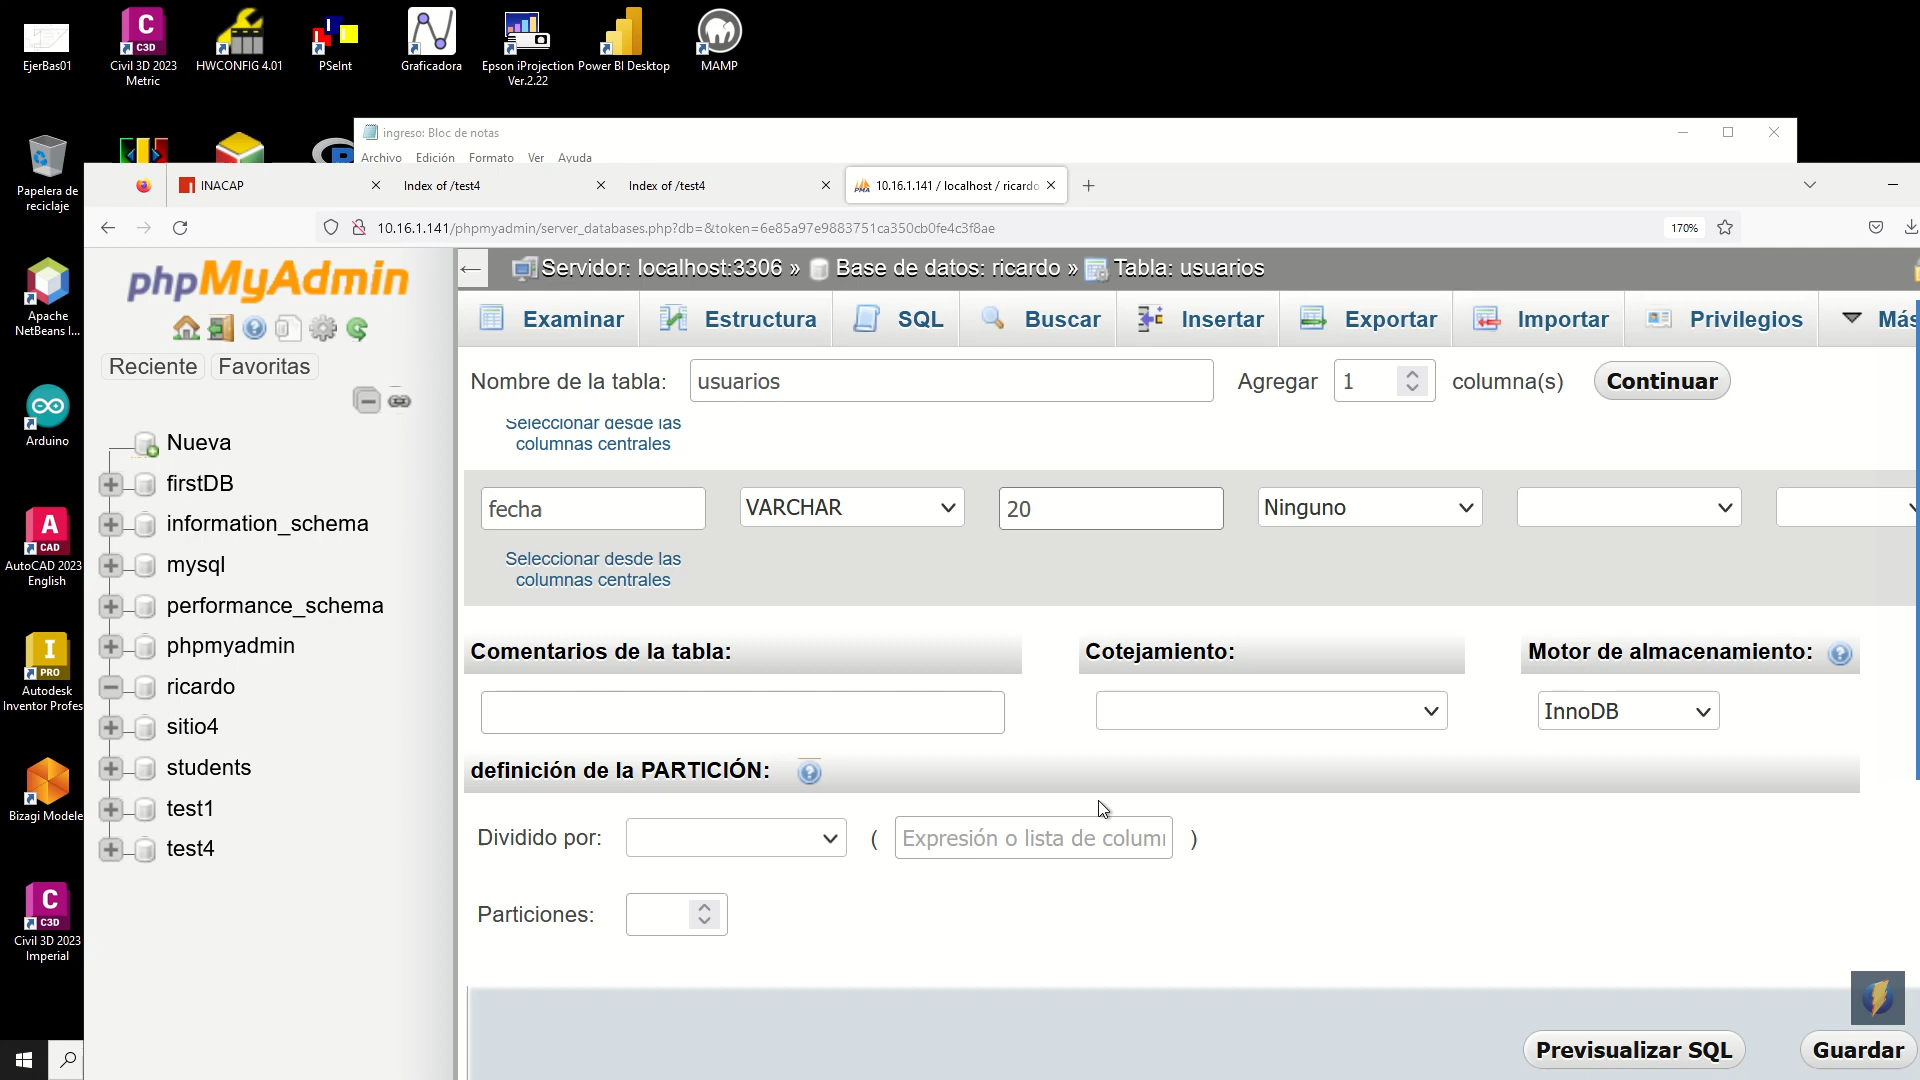 EjerBas01
C
C3D
Civil 3D 2023
Metric
HWCONFIG 4.01
PSeInt
Graficadora
Epson iProjection
Ver.2.22
Power BI Desktop
MAMP
Papelera de
reciclaje
ingreso: Bloc de notas
Archivo Edición Formato Ver Ayuda
INACAP
Index of /test4
Index of /test4
PMA
10.16.1.141 / localhost / ricardo
10.16.1.141/phpmyadmin/server_databases.php?db=&token=6e85a97e9883751ca350cb0fe4c3f8ae
170%
phpMyAdmin
Reciente
Favoritas
Nueva
firstDB
information_schema
mysql
performance_schema
phpmyadmin
ricardo
sitio4
students
test1
test4
Servidor: localhost:3306 » Base de datos: ricardo » Tabla: usuarios
Examinar
Estructura
SQL
Buscar
Insertar
Exportar
Importar
Privilegios
Más
Nombre de la tabla:
usuarios
Agregar
1
columna(s)
Continuar
Seleccionar desde las
columnas centrales
fecha
VARCHAR
20
Ninguno
Seleccionar desde las
columnas centrales
Comentarios de la tabla:
Cotejamiento:
Motor de almacenamiento:
InnoDB
definición de la PARTICIÓN:
Dividido por:
( Expresión o lista de colum )
Particiones:
Previsualizar SQL
Guardar
Apache
NetBeans I...
Arduino
A
CAD
AutoCAD 2023
English
I
PRO
Autodesk
Inventor Profes
Bizagi Modele
C
C3D
Civil 3D 2023
Imperial